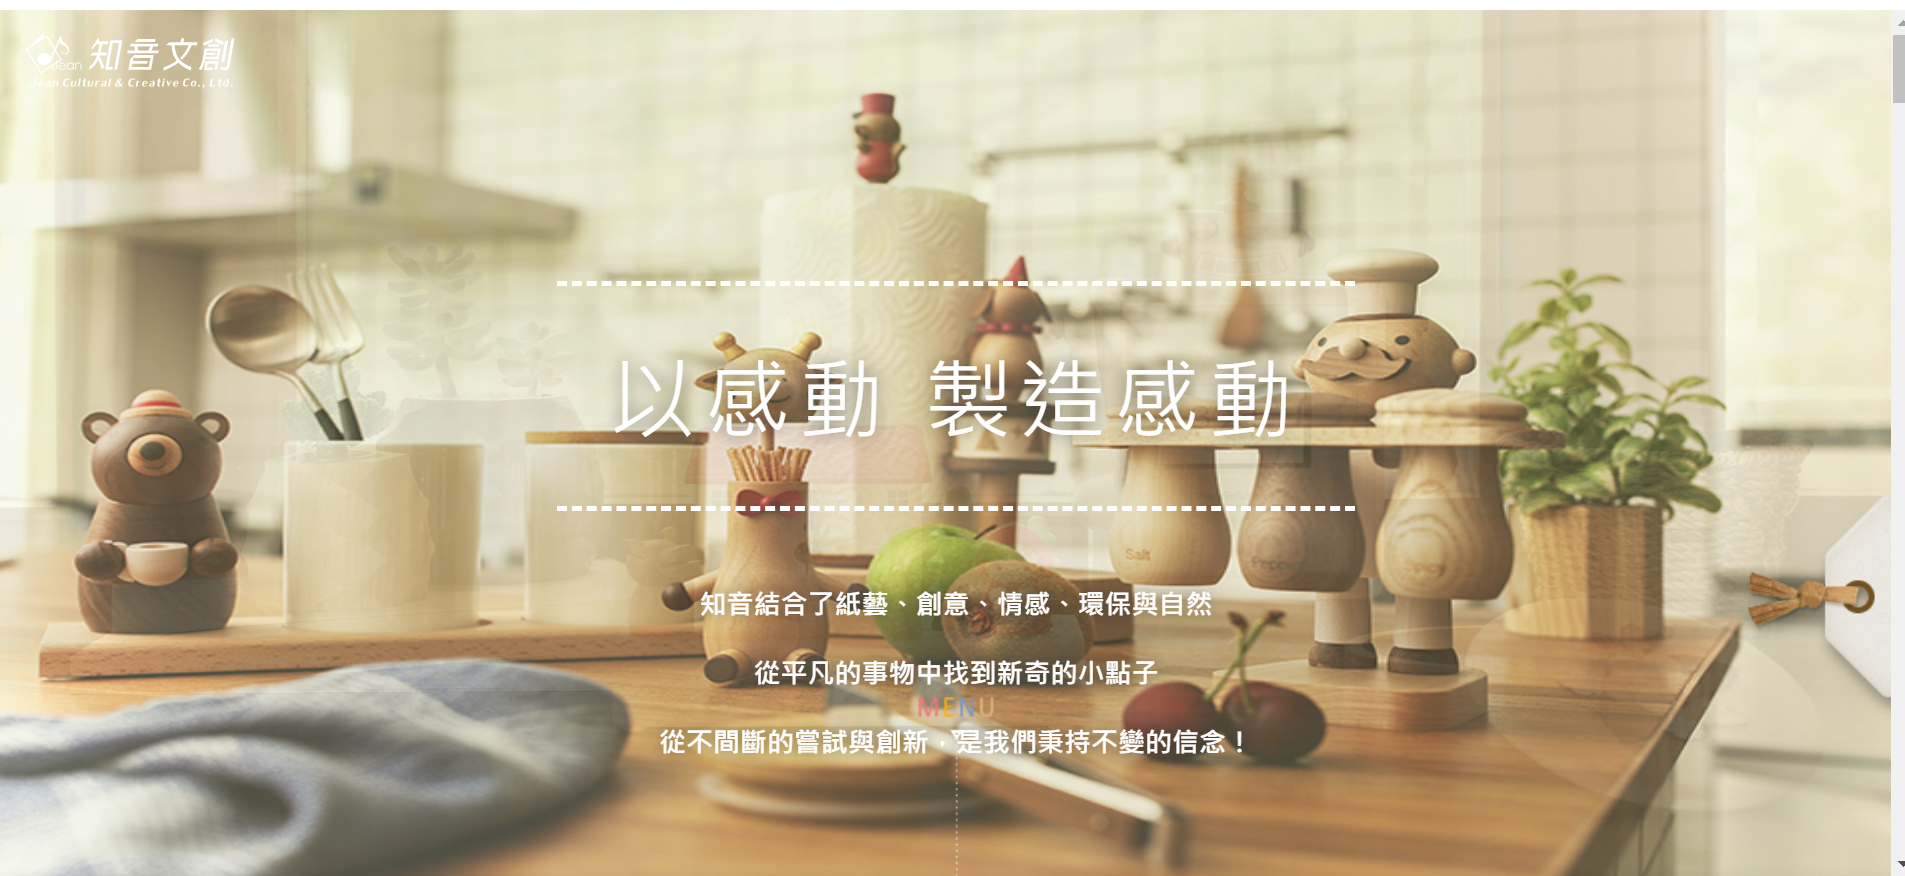 Jean 知音文創
Jean Cultural & Creative Co., Ltd.
以感動 製造感動
Salt
Pepper
Spicy
知音結合了紙藝、創意、情感、環保與自然
從平凡的事物中找到新奇的小點子
MENU
從不間斷的嘗試與創新，是我們秉持不變的信念！